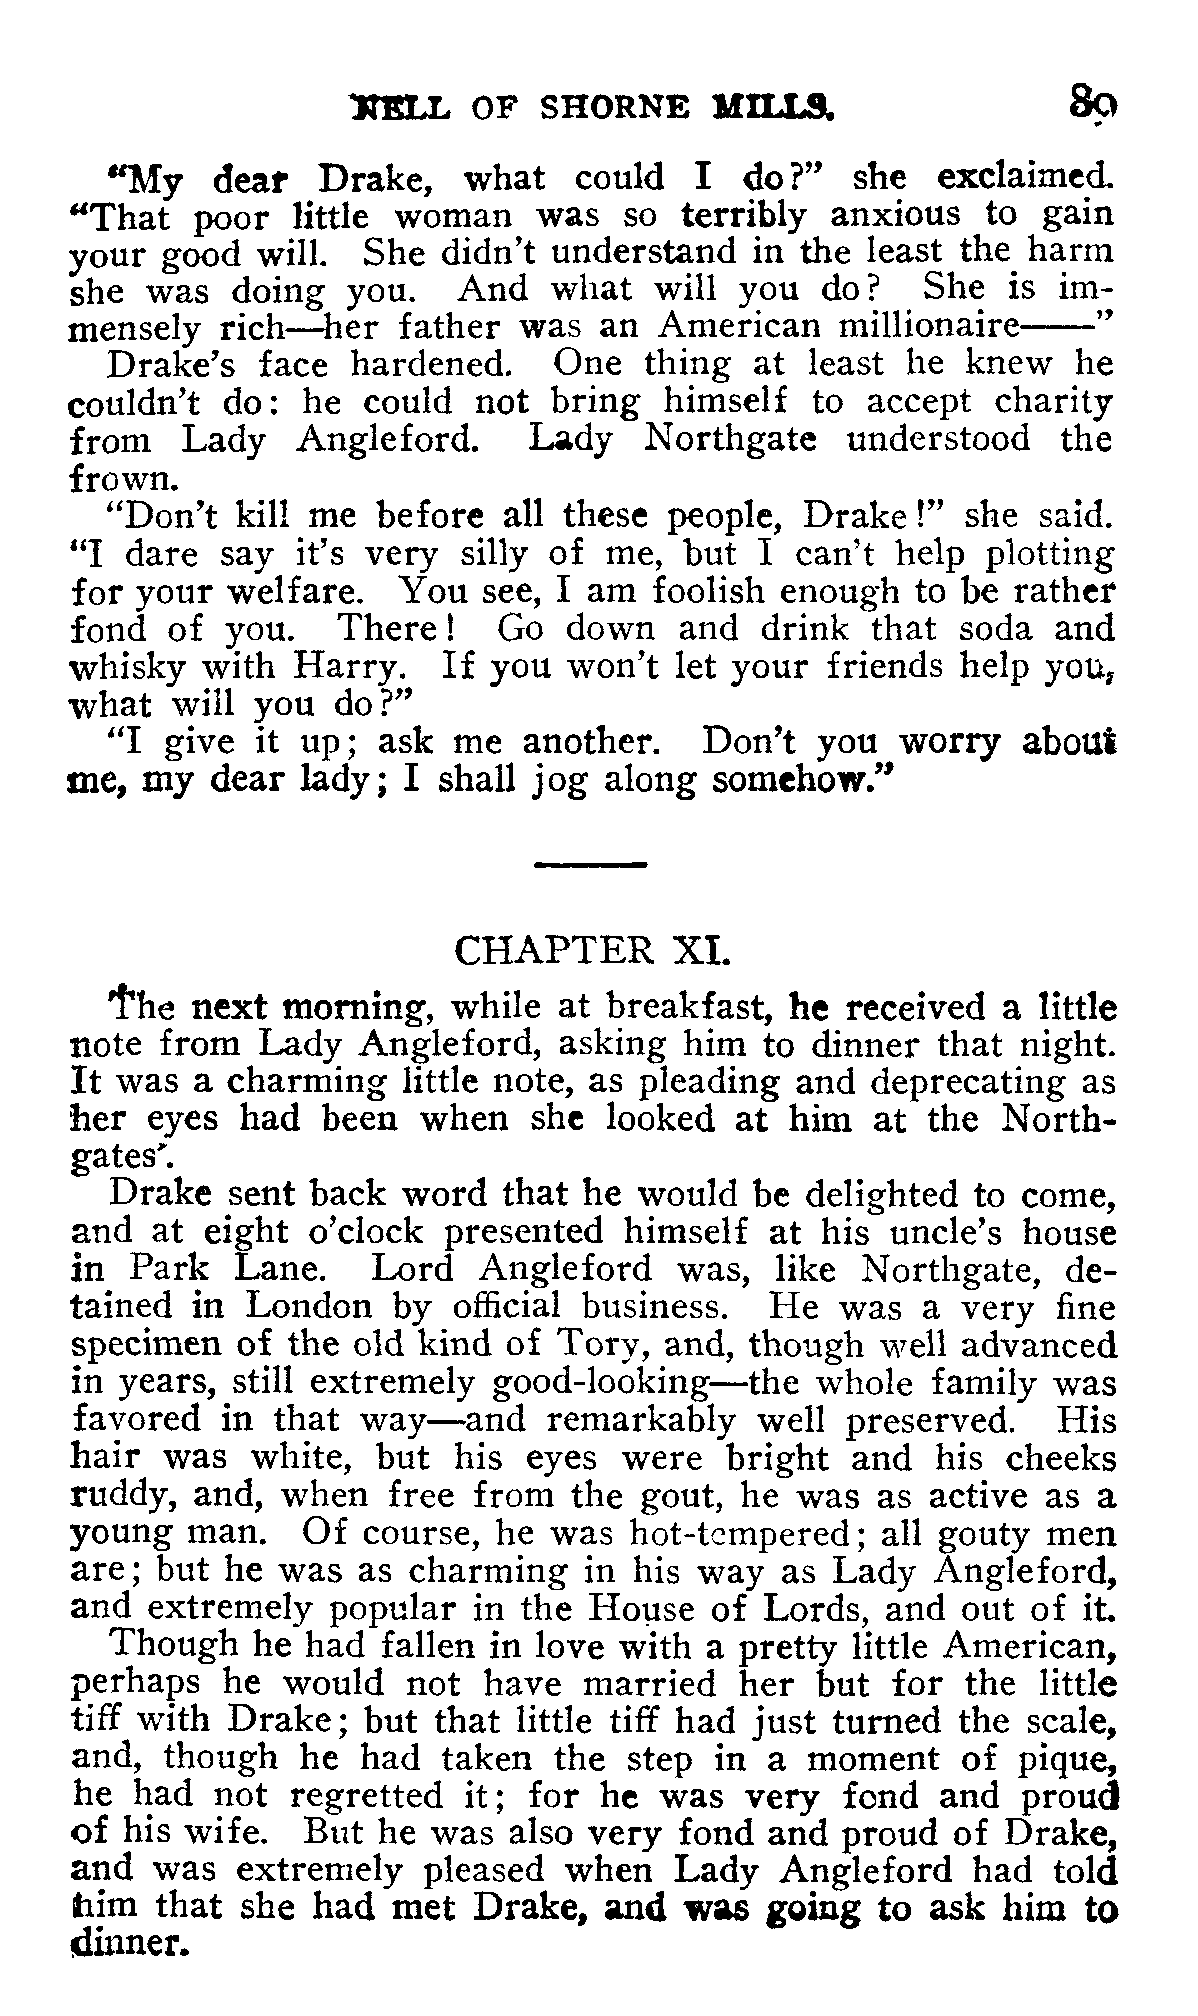 NELL OF SHORNE MILLS. 89
"My dear Drake, what could I do?" she exclaimed.
"That poor little woman was so terribly anxious to gain
your good will. She didn't understand in the least the harm
she was doing you. And what will you do? She is im-
mensely rich—her father was an American millionaire——"
Drake's face hardened. One thing at least he knew he
couldn't do: he could not bring himself to accept charity
from Lady Angleford. Lady Northgate understood the
frown.
"Don't kill me before all these people, Drake!" she said.
"I dare say it's very silly of me, but I can't help plotting
for your welfare. You see, I am foolish enough to be rather
fond of you. There! Go down and drink that soda and
whisky with Harry. If you won't let your friends help you,
what will you do?"
"I give it up; ask me another. Don't you worry about
me, my dear lady; I shall jog along somehow."
CHAPTER XI.
The next morning, while at breakfast, he received a little
note from Lady Angleford, asking him to dinner that night.
It was a charming little note, as pleading and deprecating as
her eyes had been when she looked at him at the North-
gates'.
Drake sent back word that he would be delighted to come,
and at eight o'clock presented himself at his uncle's house
in Park Lane. Lord Angleford was, like Northgate, de-
tained in London by official business. He was a very fine
specimen of the old kind of Tory, and, though well advanced
in years, still extremely good-looking—the whole family was
favored in that way—and remarkably well preserved. His
hair was white, but his eyes were bright and his cheeks
ruddy, and, when free from the gout, he was as active as a
young man. Of course, he was hot-tempered; all gouty men
are; but he was as charming in his way as Lady Angleford,
and extremely popular in the House of Lords, and out of it.
Though he had fallen in love with a pretty little American,
perhaps he would not have married her but for the little
tiff with Drake; but that little tiff had just turned the scale,
and, though he had taken the step in a moment of pique,
he had not regretted it; for he was very fond and proud
of his wife. But he was also very fond and proud of Drake,
and was extremely pleased when Lady Angleford had told
him that she had met Drake, and was going to ask him to
dinner.